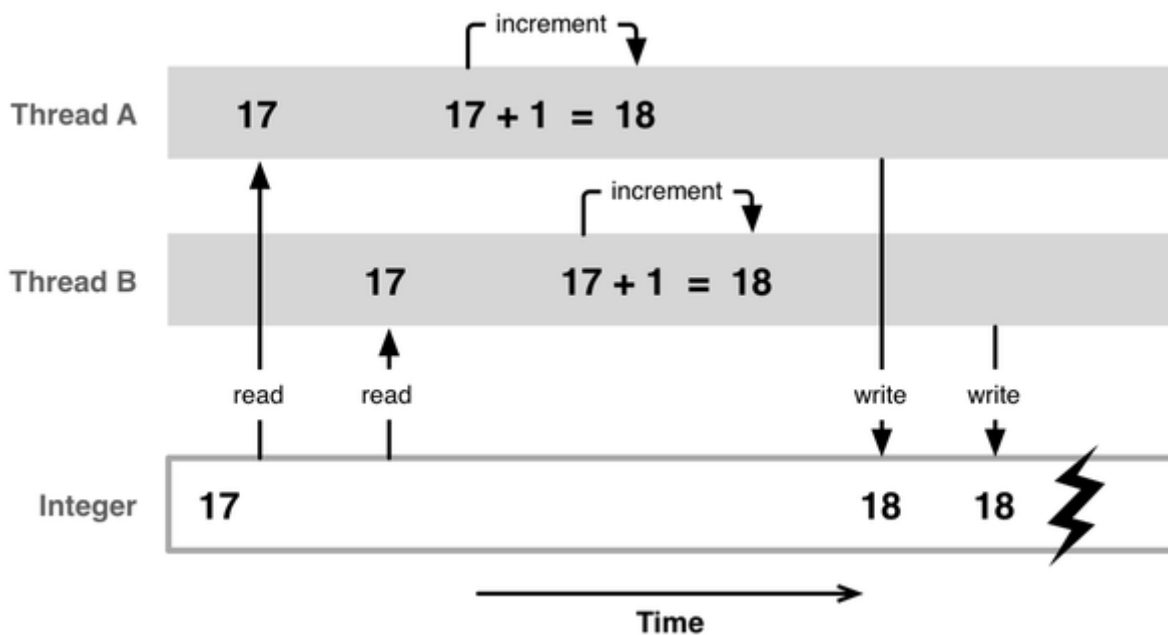 increment
Thread A 17 17 + 1 = 18
increment
Thread B 17 17 + 1 = 18
read read write write
Integer 17 18 18
Time